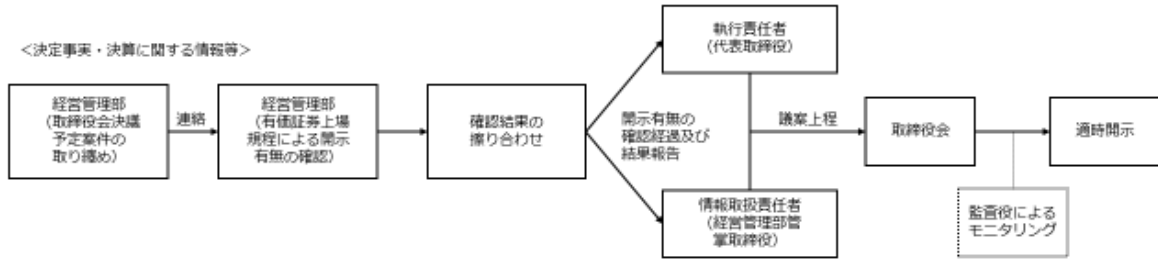 ＜決定事実・決算に関する情報等＞
経営管理部
（取締役会決議
予定案件の
取り纏め）
連絡
経営管理部
（有価証券上場
規程による開示
有無の確認）
確認結果の
擦り合わせ
執行責任者
（代表取締役）
開示有無の
確認経過及び
結果報告
情報取扱責任者
（経営管理部管
掌取締役）
議案上程
取締役会
適時開示
監査役による
モニタリング